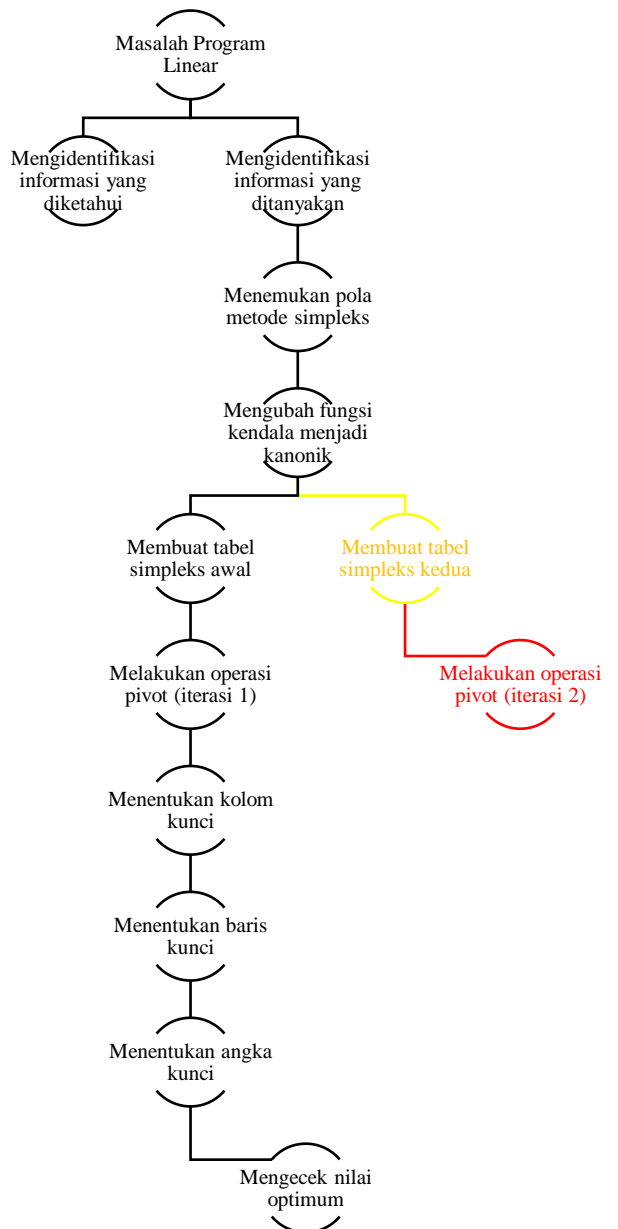 Masalah Program
Linear
Mengidentifikasi
informasi yang
diketahui
Mengidentifikasi
informasi yang
ditanyakan
Menemukan pola
metode simpleks
Mengubah fungsi
kendala menjadi
kanonik
Membuat tabel
simpleks awal
Membuat tabel
simpleks kedua
Melakukan operasi
pivot (iterasi 1)
Melakukan operasi
pivot (iterasi 2)
Menentukan kolom
kunci
Menentukan baris
kunci
Menentukan angka
kunci
Mengecek nilai
optimum